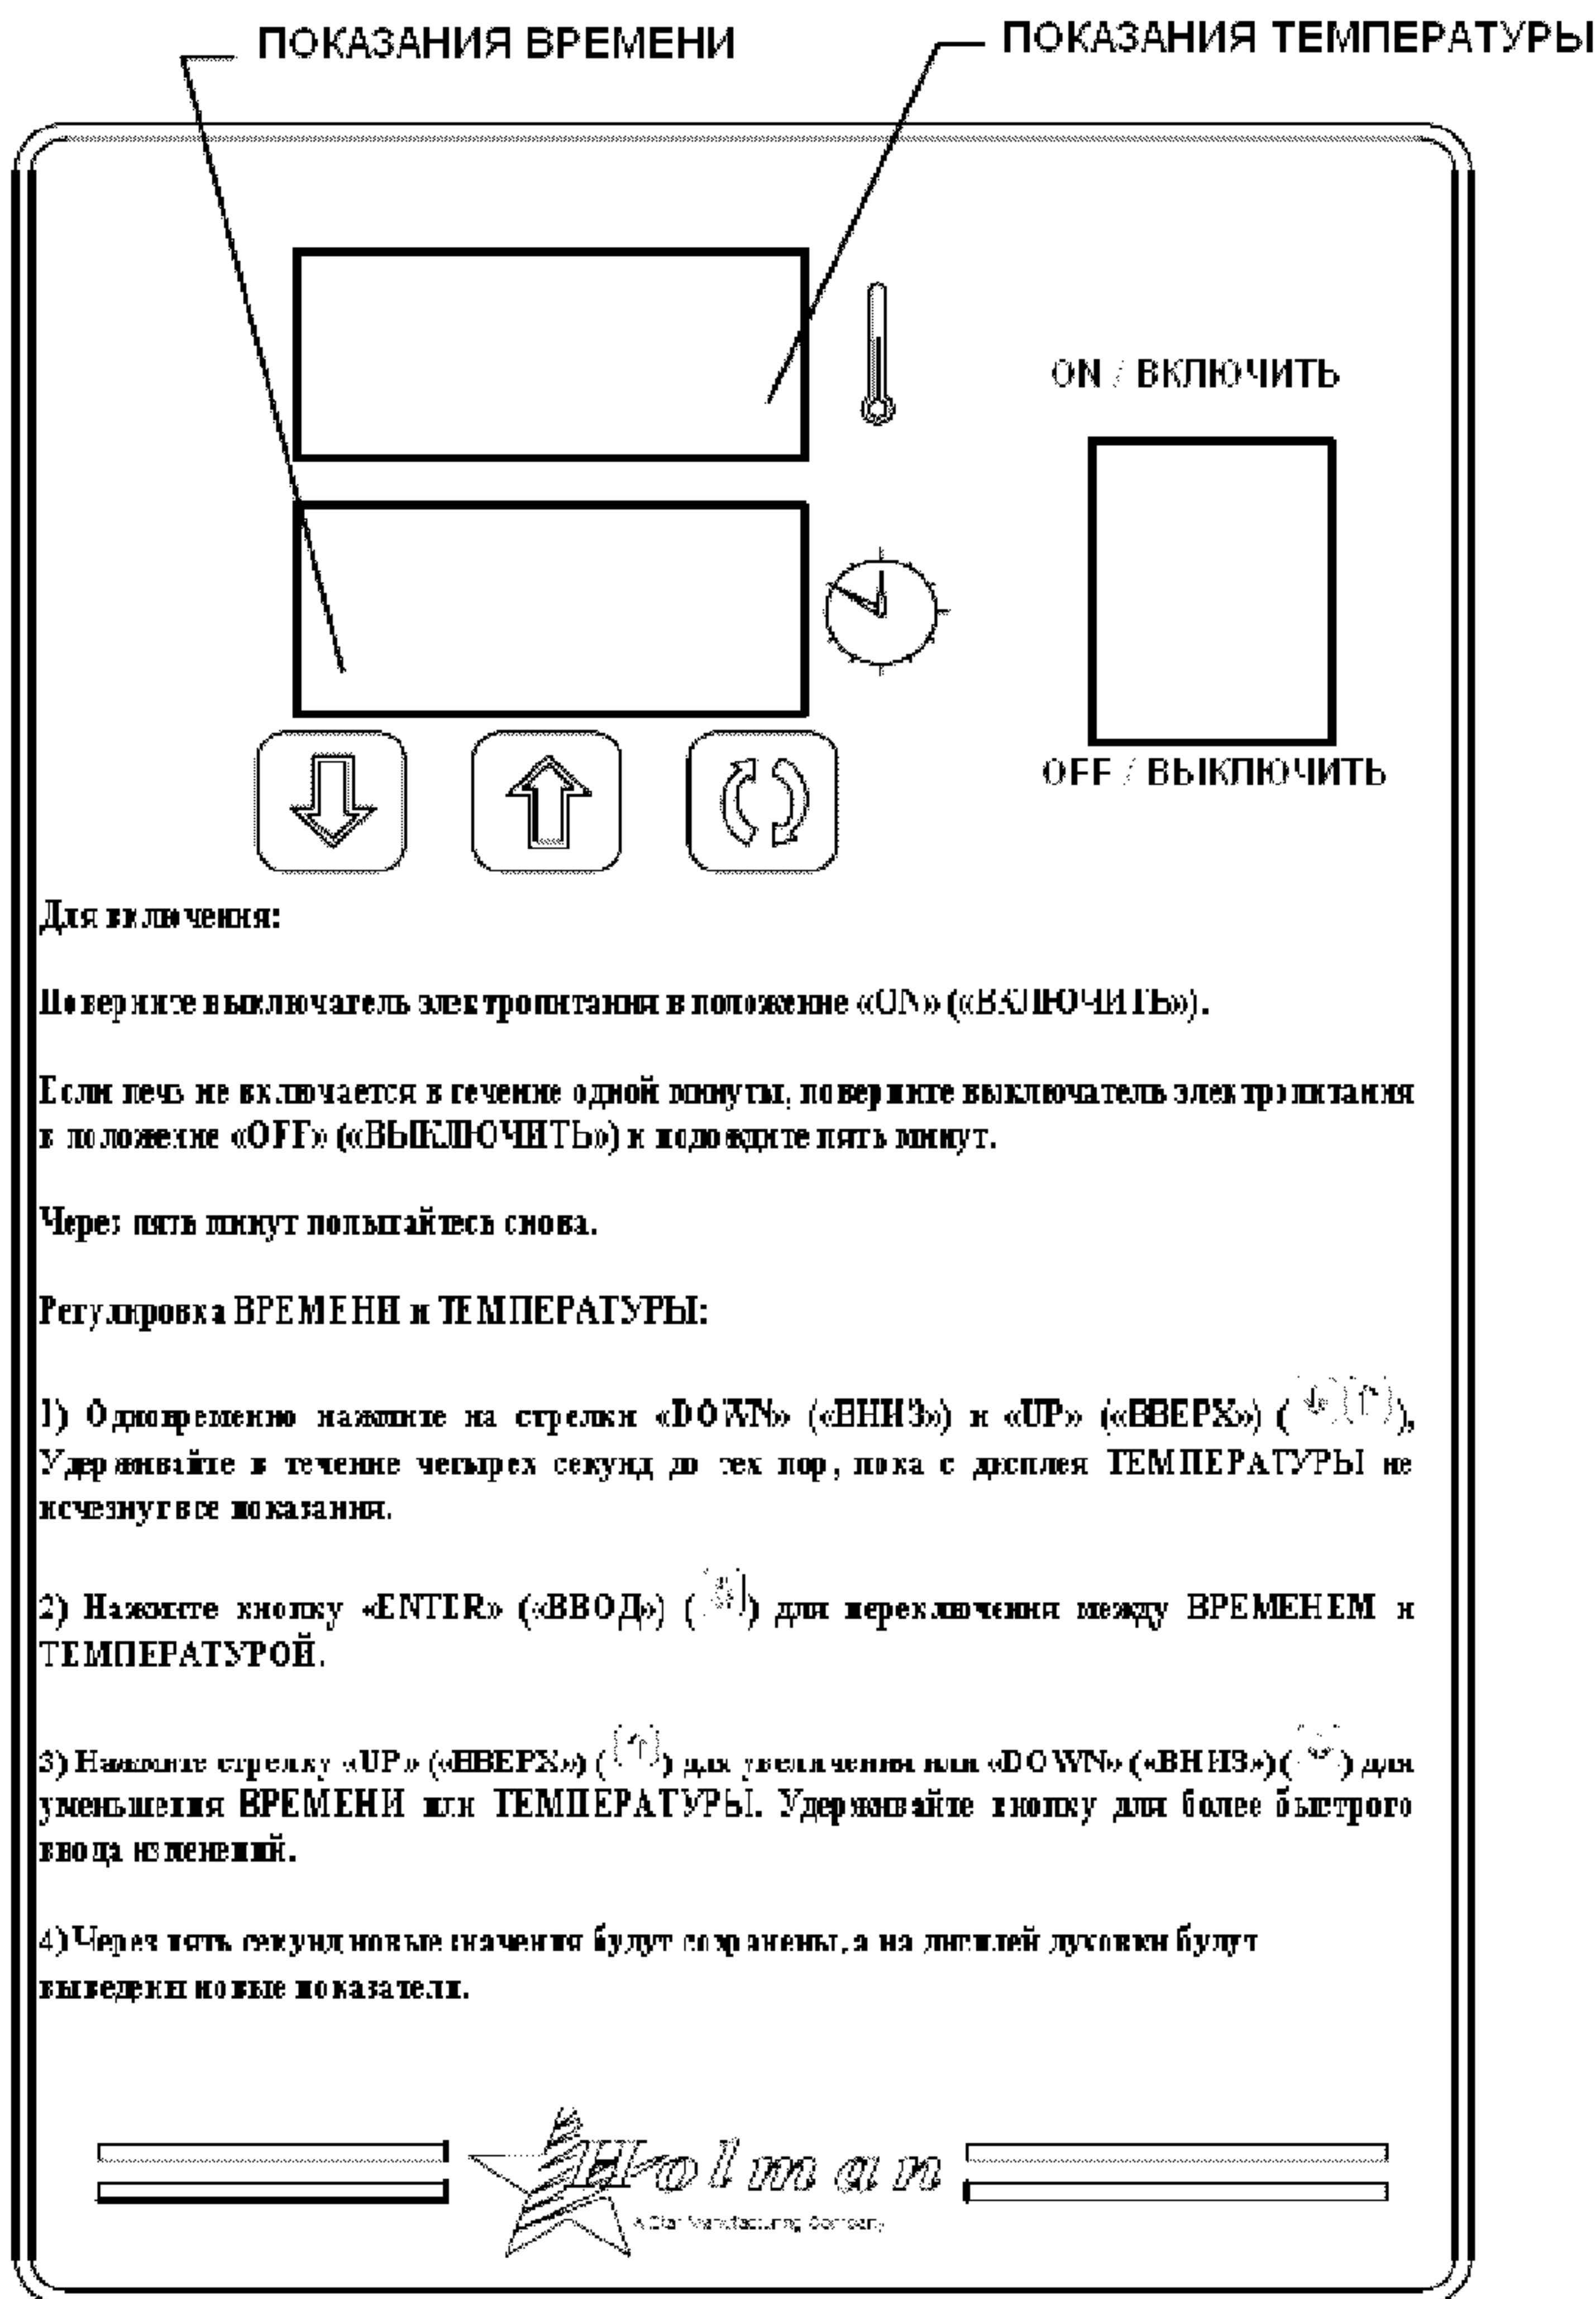 ПОКАЗАНИЯ ВРЕМЕНИ
ПОКАЗАНИЯ ТЕМПЕРАТУРЫ
ON / ВКЛЮЧИТЬ
OFF / ВЫКЛЮЧИТЬ
Для включения:
Поверните выключатель электропитания в положение «ON» («ВКЛЮЧИТЬ»).
Если печь не включается в течение одной минуты, поверните выключатель электропитания
в положение «OFF» («ВЫКЛЮЧИТЬ») и подождите пять минут.
Через пять минут попытайтесь снова.
Регулировка ВРЕМЕНИ и ТЕМПЕРАТУРЫ:
1) Одновременно нажмите на стрелки «DOWN» («ВНИЗ») и «UP» («ВВЕРХ») (↓↑),
Удерживайте в течение четырех секунд до тех пор, пока с дисплея ТЕМПЕРАТУРЫ не
исчезнут все показания.
2) Нажмите кнопку «ENTER» («ВВОД») ( ) для переключения между ВРЕМЕНЕМ и
ТЕМПЕРАТУРОЙ.
3) Нажмите стрелку «UP» («ВВЕРХ») (↑) для увеличения или «DOWN» («ВНИЗ») (↓) для
уменьшения ВРЕМЕНИ или ТЕМПЕРАТУРЫ. Удерживайте кнопку для более быстрого
ввода изменений.
4) Через пять секунд новые значения будут сохранены, а на дисплей духовки будут
выведены новые показатели.
Holman
A Star Manufacturing Company